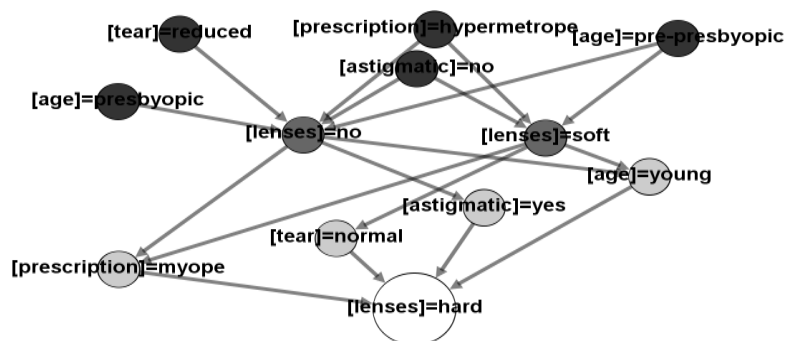 [tear]=reduced
[prescription]=hypermetrope
[age]=pre-presbyopic
[astigmatic]=no
[age]=presbyopic
[lenses]=no
[lenses]=soft
[age]=young
[astigmatic]=yes
[tear]=normal
[prescription]=myope
[lenses]=hard